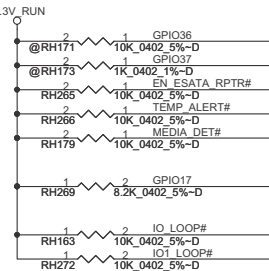 .3V_RUN
2 1 GPIO36
@RH171 10K_0402_5%~D
2 1 GPIO37
@RH173 1K_0402_1%~D
2 1 EN_ESATA_RPTR#
RH265 10K_0402_5%~D
2 1 TEMP_ALERT#
RH266 10K_0402_5%~D
2 1 MEDIA_DET#
RH179 10K_0402_5%~D
1 2 GPIO17
RH269 8.2K_0402_5%~D
1 2 IO_LOOP#
RH163 10K_0402_5%~D
1 2 IO1_LOOP#
RH272 10K_0402_5%~D